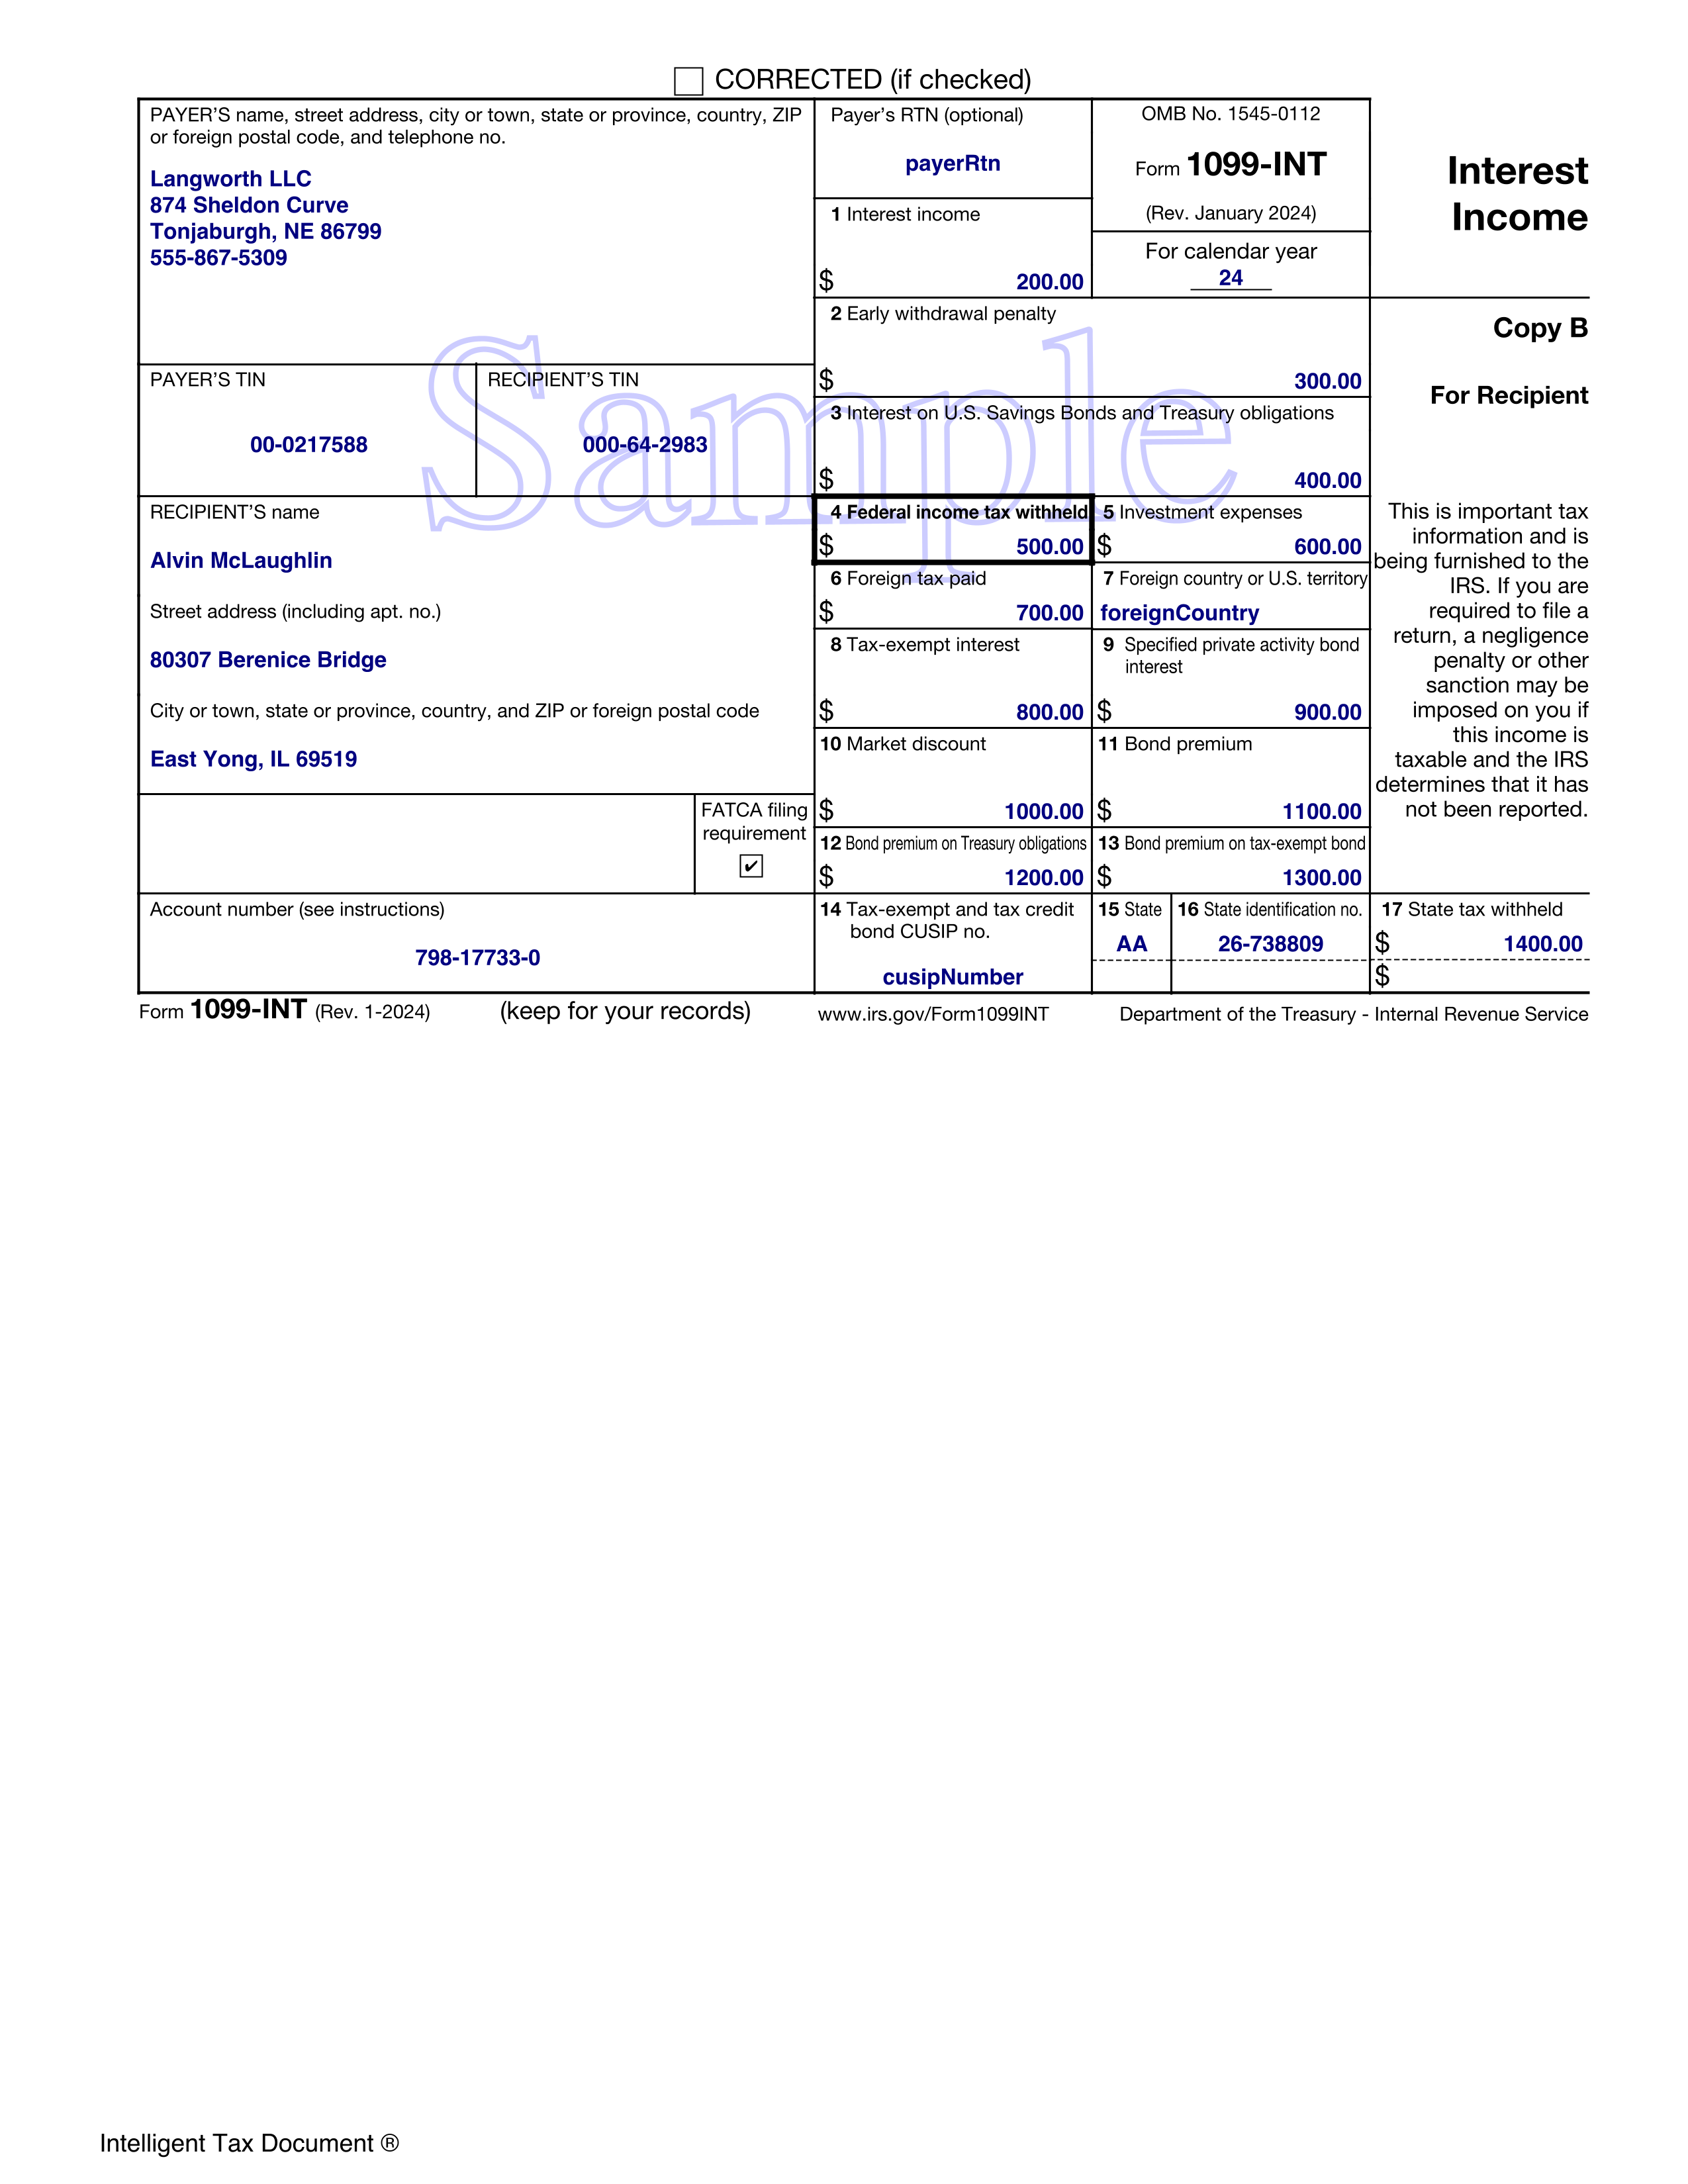 CORRECTED (if checked)
PAYER'S name, street address, city or town, state or province, country, ZIP
or foreign postal code, and telephone no.
Langworth LLC
874 Sheldon Curve
Tonjaburgh, NE 86799
555-867-5309
Payer's RTN (optional)
payerRtn
1 Interest income
$ 200.00
OMB No. 1545-0112
Form 1099-INT
(Rev. January 2024)
For calendar year
24
Interest
Income
2 Early withdrawal penalty
$ 300.00
Copy B
For Recipient
PAYER'S TIN
00-0217588
RECIPIENT'S TIN
000-64-2983
3 Interest on U.S. Savings Bonds and Treasury obligations
$ 400.00
Sample
RECIPIENT'S name
Alvin McLaughlin
Street address (including apt. no.)
80307 Berenice Bridge
City or town, state or province, country, and ZIP or foreign postal code
East Yong, IL 69519
4 Federal income tax withheld
$ 500.00
5 Investment expenses
$ 600.00
6 Foreign tax paid
$ 700.00
7 Foreign country or U.S. territory
foreignCountry
8 Tax-exempt interest
$ 800.00
9 Specified private activity bond
interest
$ 900.00
10 Market discount
$ 1000.00
11 Bond premium
$ 1100.00
This is important tax
information and is
being furnished to the
IRS. If you are
required to file a
return, a negligence
penalty or other
sanction may be
imposed on you if
this income is
taxable and the IRS
determines that it has
not been reported.
FATCA filing
requirement
✔
12 Bond premium on Treasury obligations
$ 1200.00
13 Bond premium on tax-exempt bond
$ 1300.00
Account number (see instructions)
798-17733-0
14 Tax-exempt and tax credit
bond CUSIP no.
cusipNumber
15 State
AA
16 State identification no.
26-738809
17 State tax withheld
$ 1400.00
$
Form 1099-INT (Rev. 1-2024)
(keep for your records)
www.irs.gov/Form1099INT
Department of the Treasury - Internal Revenue Service
Intelligent Tax Document ®